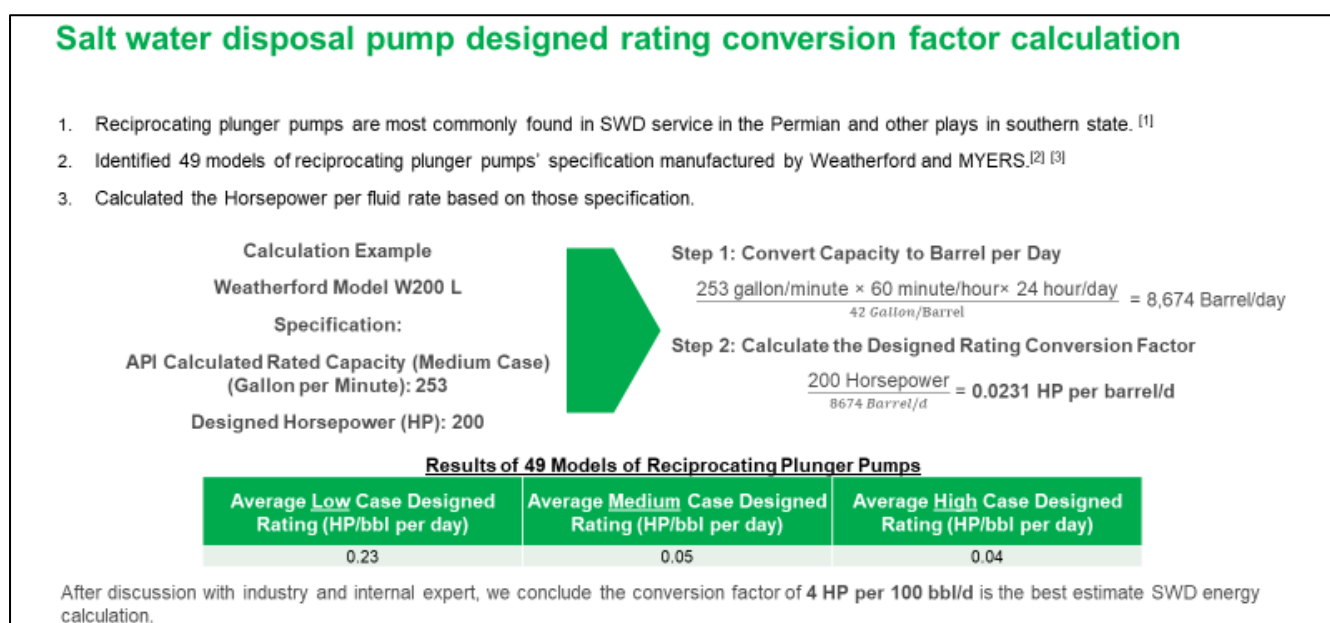 Salt water disposal pump designed rating conversion factor calculation
1. Reciprocating plunger pumps are most commonly found in SWD service in the Permian and other plays in southern state. [1]
2. Identified 49 models of reciprocating plunger pumps' specification manufactured by Weatherford and MYERS.[2] [3]
3. Calculated the Horsepower per fluid rate based on those specification.
Calculation Example
Weatherford Model W200 L
Specification:
API Calculated Rated Capacity (Medium Case)
(Gallon per Minute): 253
Designed Horsepower (HP): 200
Step 1: Convert Capacity to Barrel per Day
253 gallon/minute × 60 minute/hour× 24 hour/day
42 Gallon/Barrel
= 8,674 Barrel/day
Step 2: Calculate the Designed Rating Conversion Factor
200 Horsepower
8674 Barrel/d
= 0.0231 HP per barrel/d
Results of 49 Models of Reciprocating Plunger Pumps
Average Low Case Designed
Rating (HP/bbl per day)
Average Medium Case Designed
Rating (HP/bbl per day)
Average High Case Designed
Rating (HP/bbl per day)
0.23 0.05 0.04
After discussion with industry and internal expert, we conclude the conversion factor of 4 HP per 100 bbl/d is the best estimate SWD energy
calculation.